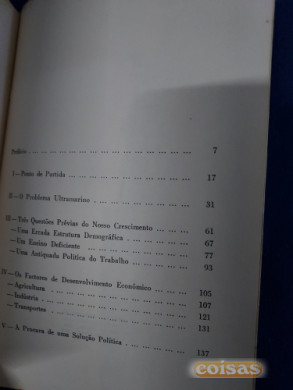 Prefácio ... 7
I — Ponto de Partida ... 17
II — O Problema Ultramarino ... 31
III — Três Questões Prévias do Nosso Crescimento ... 61
— Uma Errada Estrutura Demográfica ... 67
— Um Ensino Deficiente ... 77
— Uma Antiquada Política do Trabalho ... 93
IV — Os Factores de Desenvolvimento Económico ... 105
— Agricultura ... 107
— Indústria ... 121
— Transportes ... 131
V — A Procura de uma Solução Política ... 137
coisas